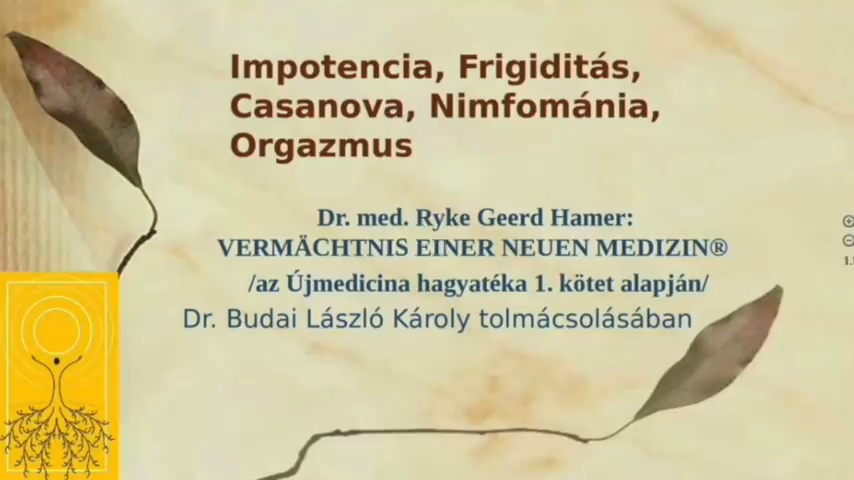 Impotencia, Frigiditás,
Casanova, Nimfománia,
Orgazmus
Dr. med. Ryke Geerd Hamer:
VERMÄCHTNIS EINER NEUEN MEDIZIN®
/az Újmedicina hagyatéka 1. kötet alapján/
Dr. Budai László Károly tolmácsolásában